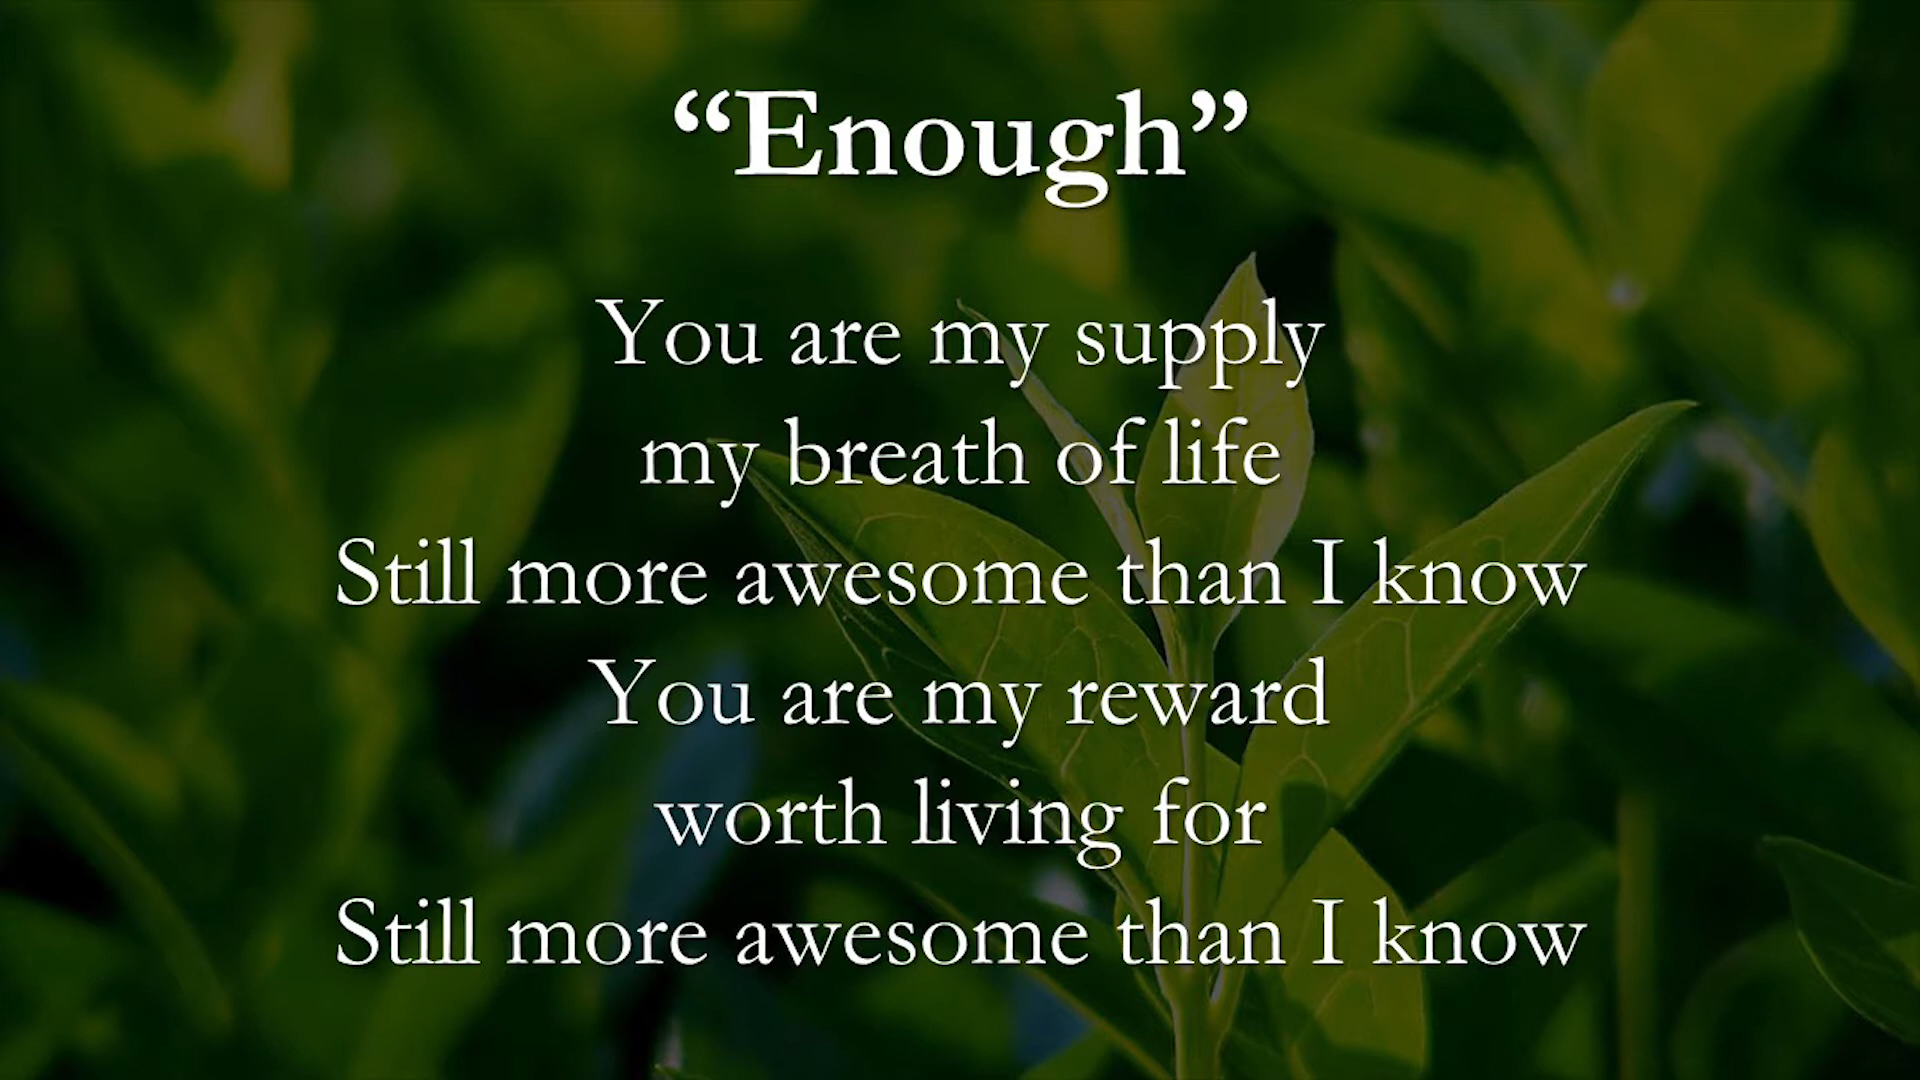 “Enough”
You are my supply
my breath of life
Still more awesome than I know
You are my reward
worth living for
Still more awesome than I know